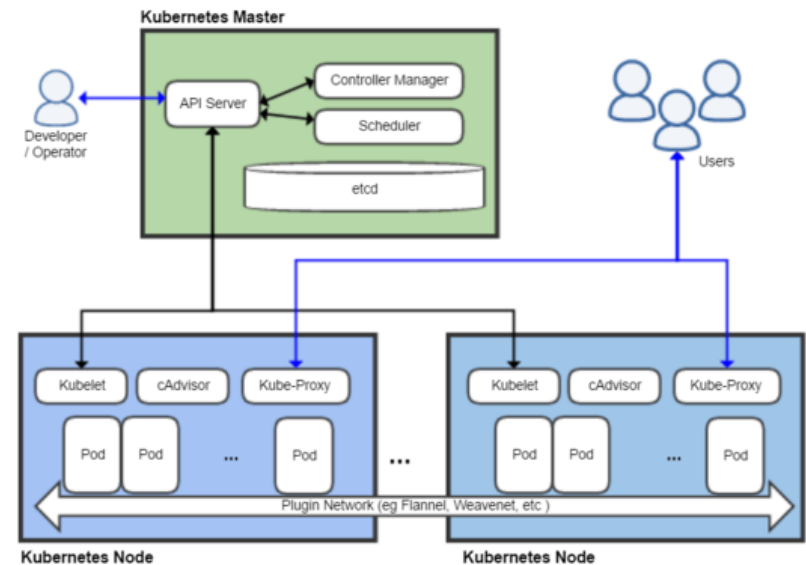 Kubernetes Master
API Server
Controller Manager
Scheduler
etcd
Developer
/ Operator
Users
Kubelet
cAdvisor
Kube-Proxy
Pod
Pod
...
Pod
...
Kubelet
cAdvisor
Kube-Proxy
Pod
Pod
...
Pod
Plugin Network (eg Flannel, Weavenet, etc )
Kubernetes Node
Kubernetes Node